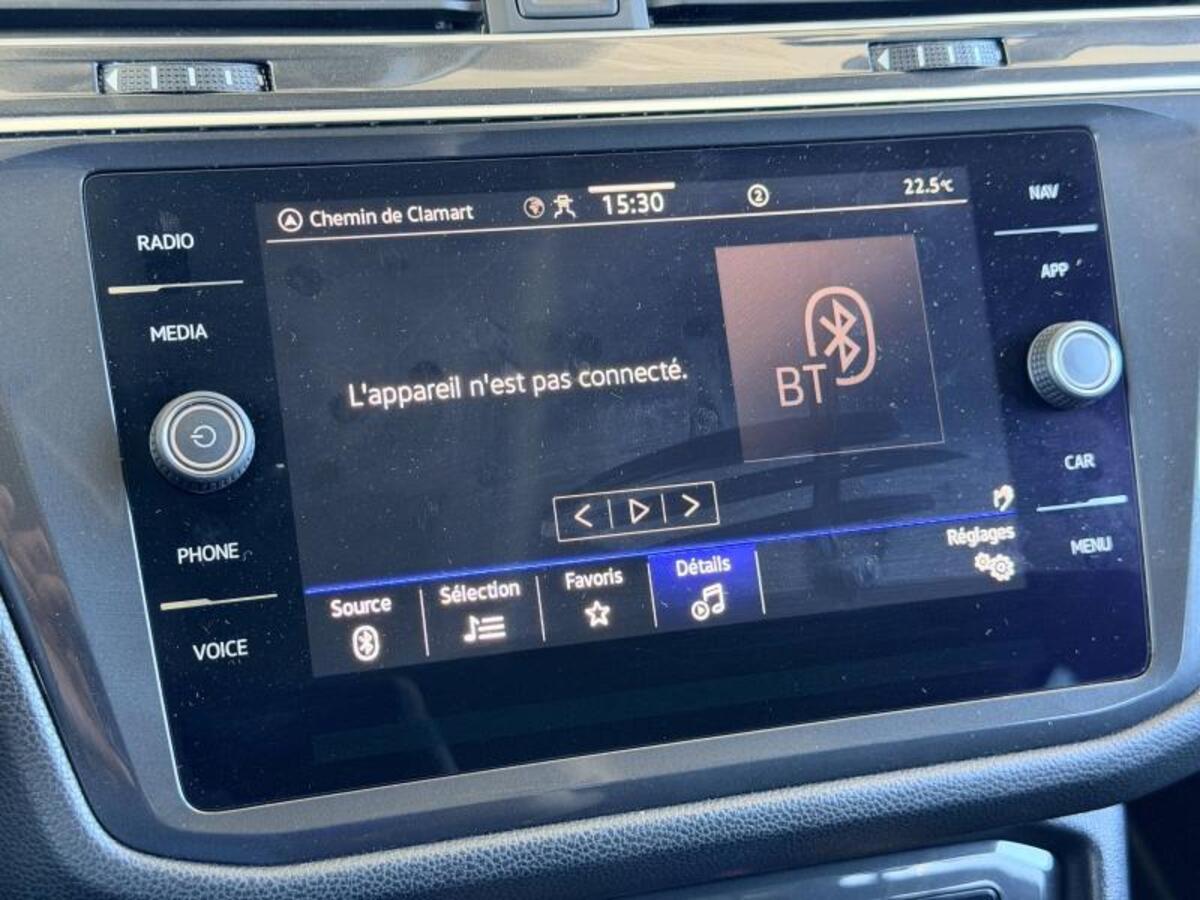 Chemin de Clamart 15:30 2 22.5°C
NAV
RADIO
APP
MEDIA
L'appareil n'est pas connecté.
BT
CAR
PHONE
MENU
Réglages
Source
Sélection
Favoris
Détails
VOICE